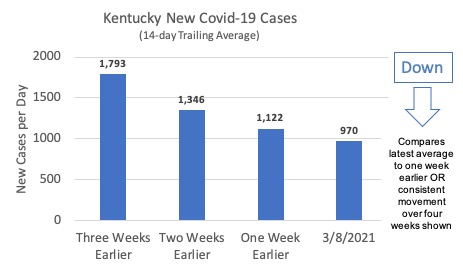 Kentucky New Covid-19 Cases
(14-day Trailing Average)
New Cases per Day
2000
1500
1000
500
0
1,793
1,346
1,122
970
Three Weeks
Earlier
Two Weeks
Earlier
One Week
Earlier
3/8/2021
Down
Compares
latest average
to one week
earlier OR
consistent
movement
over four
weeks shown